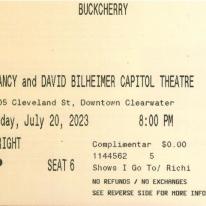 BUCKCHERRY
ANCY and DAVID BILHEIMER CAPITOL THEATRE
05 Cleveland St, Downtown Clearwater
day, July 20, 2023 8:00 PM
RIGHT Complimentar $0.00
1144562 5
SEAT 6 Shows I Go To/ Richi
NO REFUNDS / NO EXCHANGES
SEE REVERSE SIDE FOR MORE INFO